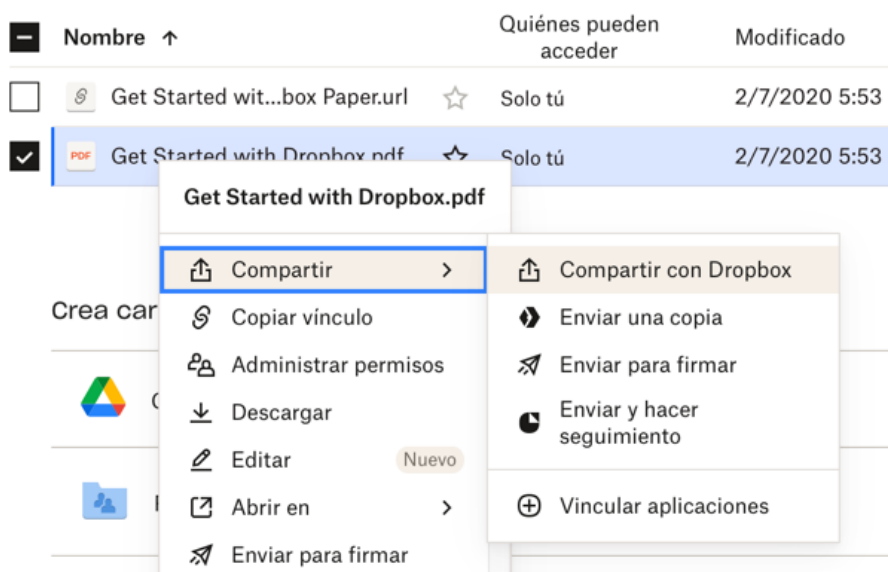 Nombre ↑
Quiénes pueden
acceder
Modificado
Get Started wit...box Paper.url
Solo tú
2/7/2020 5:53
PDF
Get Started with Dropbox.pdf
Solo tú
2/7/2020 5:53
Get Started with Dropbox.pdf
Compartir
Compartir con Dropbox
Crea car
Copiar vínculo
Enviar una copia
Administrar permisos
Enviar para firmar
Descargar
Enviar y hacer
seguimiento
Editar
Nuevo
Abrir en
Vincular aplicaciones
Enviar para firmar